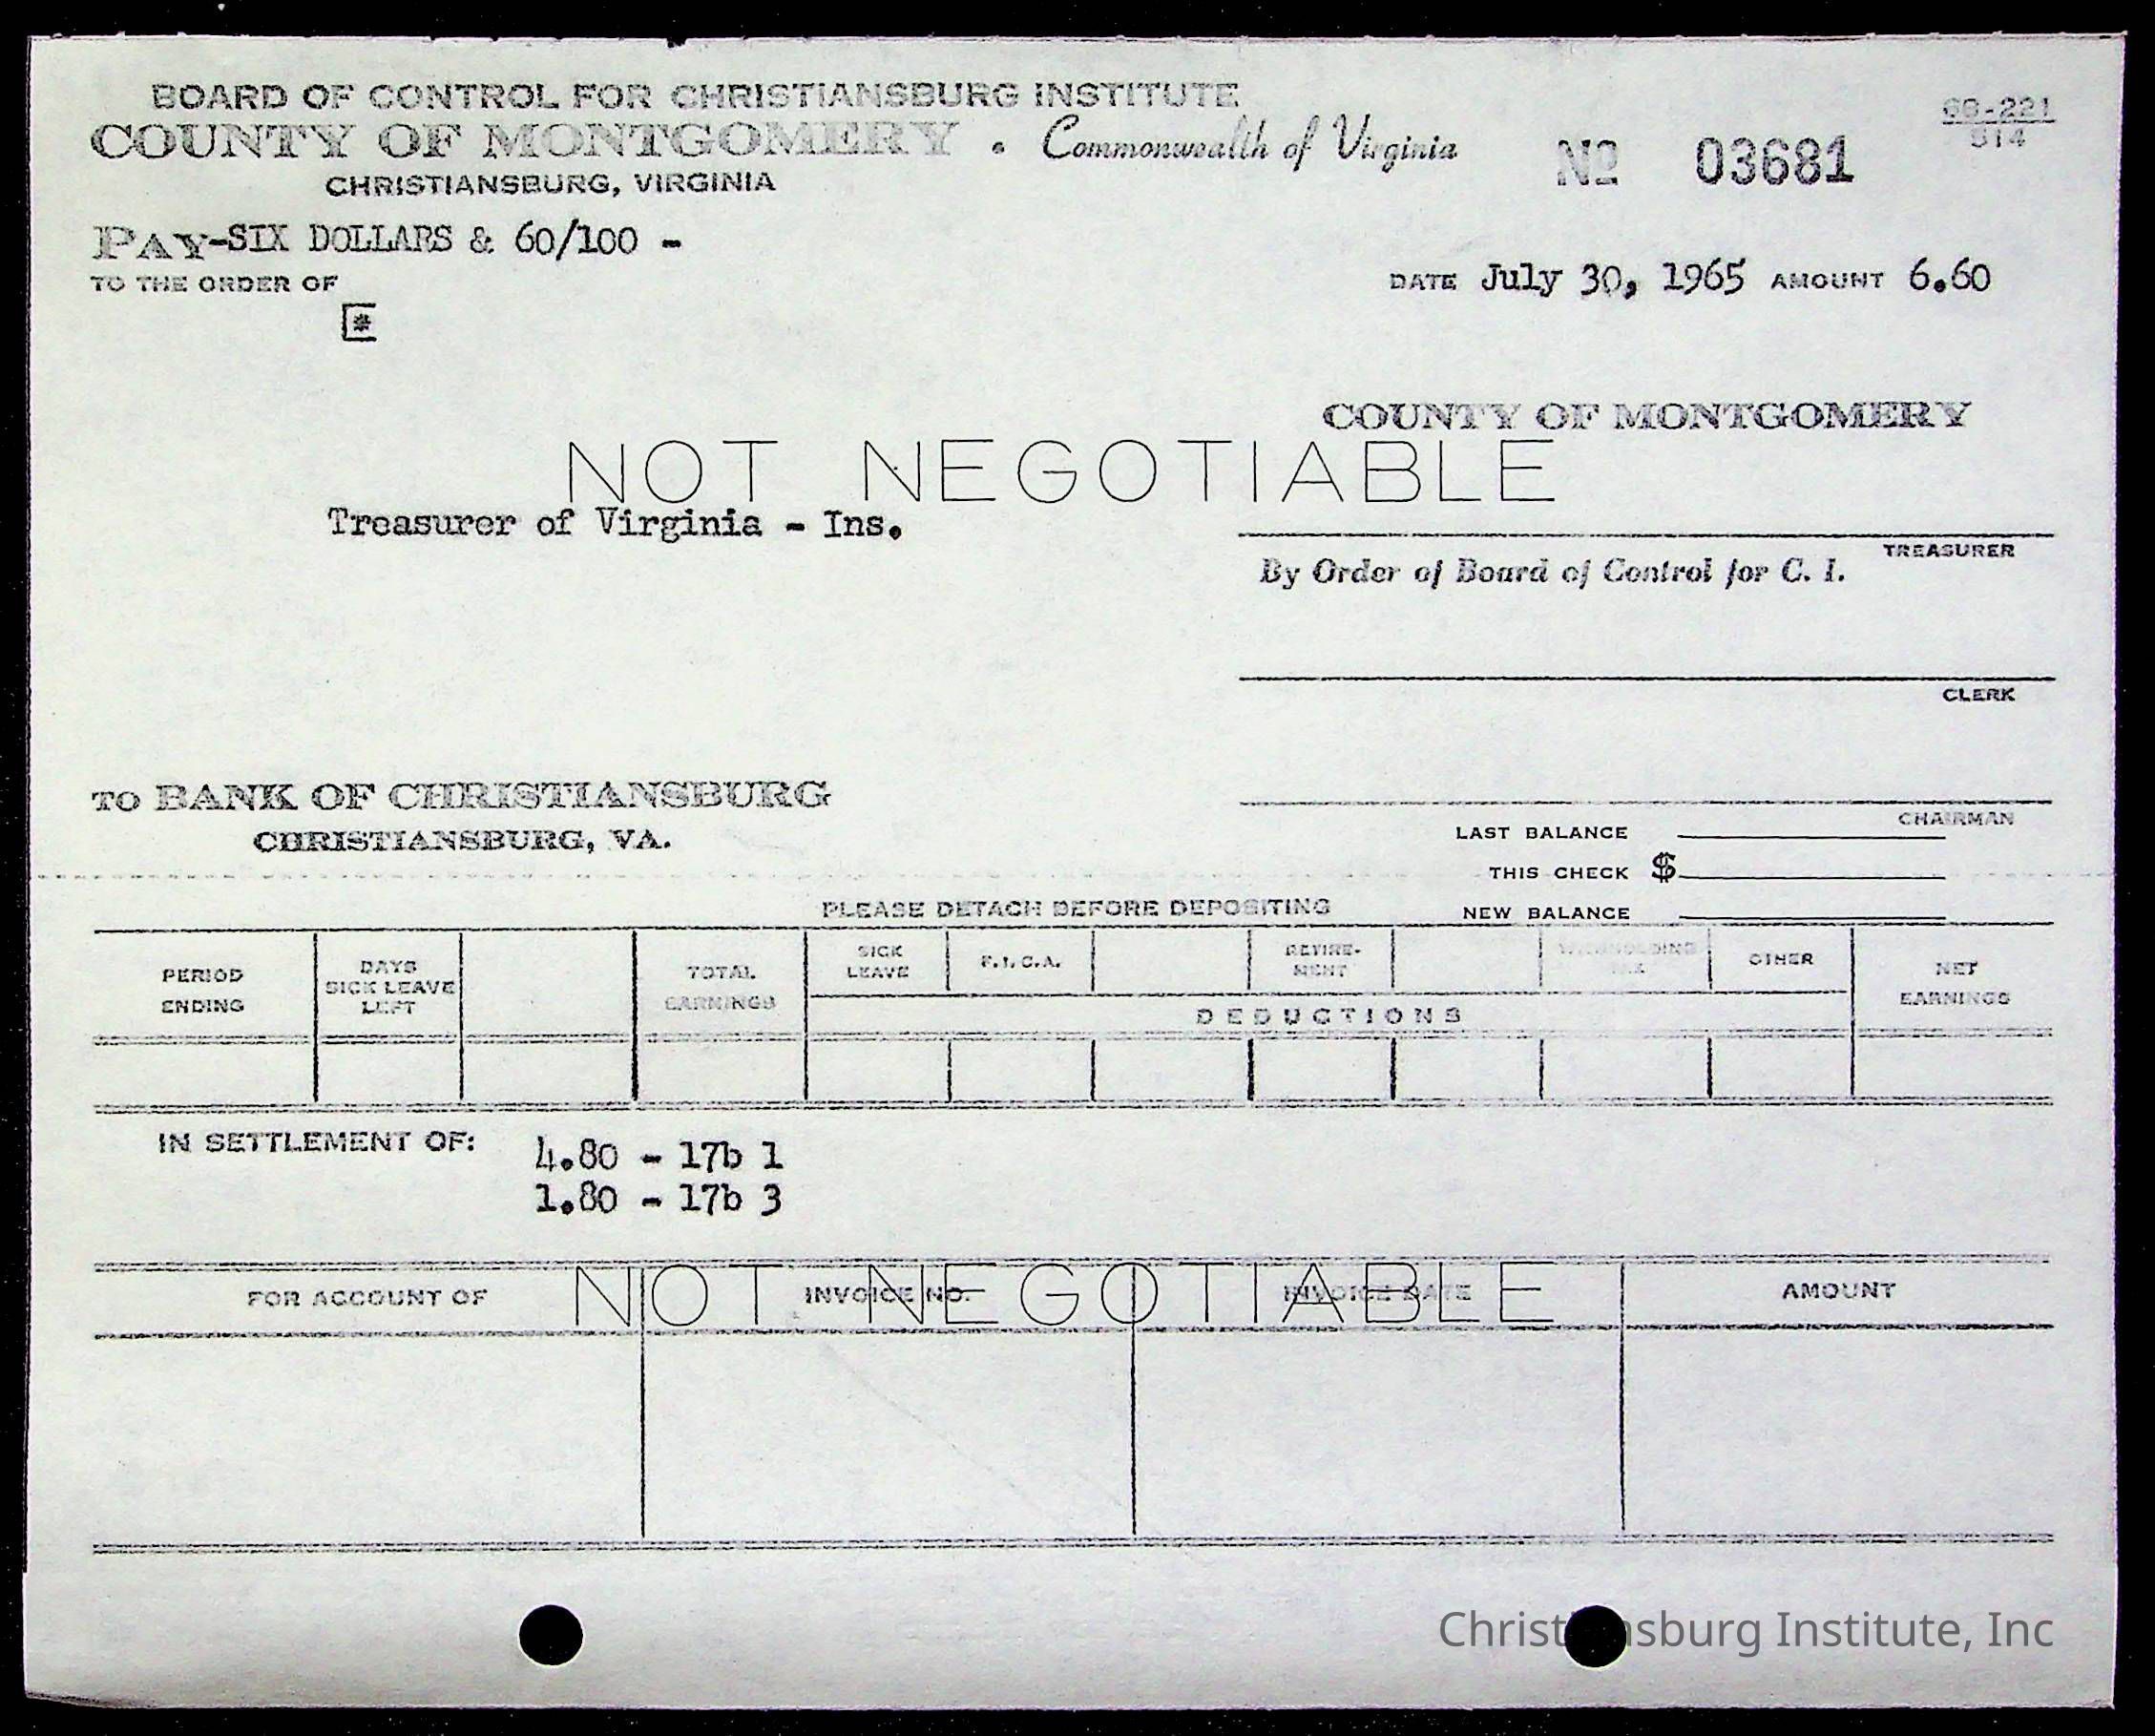 BOARD OF CONTROL FOR CHRISTIANSBURG INSTITUTE
COUNTY OF MONTGOMERY . Commonwealth of Virginia
CHRISTIANSBURG, VIRGINIA
No 03681
68-221
514
PAY-SIX DOLLARS & 60/100 -
TO THE ORDER OF
DATE July 30, 1965 AMOUNT 6.60
COUNTY OF MONTGOMERY
NOT NEGOTIABLE
Treasurer of Virginia - Ins.
TREASURER
By Order of Board of Control for C. I.
CLERK
TO BANK OF CHRISTIANSBURG
CHRISTIANSBURG, VA.
CHAIRMAN
LAST BALANCE
THIS CHECK $
NEW BALANCE
PLEASE DETACH BEFORE DEPOSITING
PERIOD
ENDING
DAYS
SICK LEAVE
LEFT
TOTAL
EARNINGS
SICK
LEAVE
F.I.C.A.
RETIRE-
MENT
WITHHOLDING
TAX
OTHER
DEDUCTIONS
NET
EARNINGS
IN SETTLEMENT OF:
4.80 - 17b 1
1.80 - 17b 3
NOT NEGOTIABLE
FOR ACCOUNT OF
INVOICE NO.
INVOICE DATE
AMOUNT
Christiansburg Institute, Inc